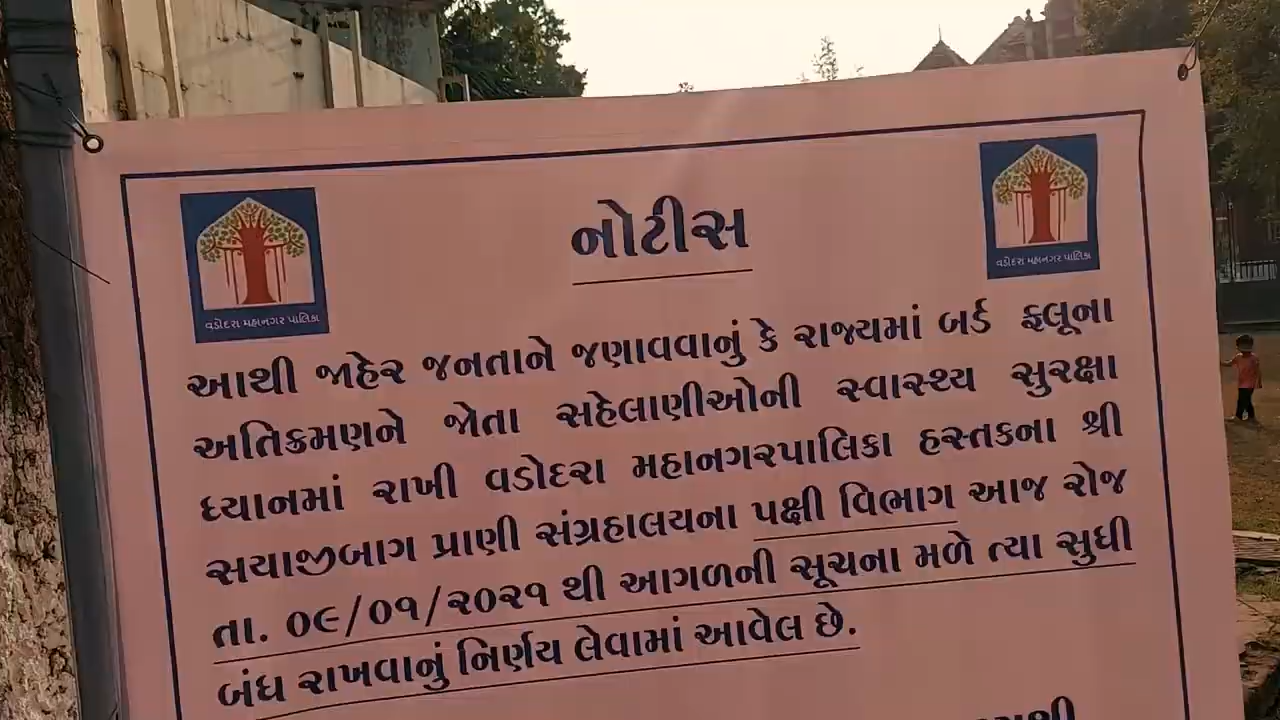 નોટીસ
વડોદરા મહાનગર પાલિકા
વડોદરા મહાનગર પાલિકા
આથી જાહેર જનતાને જણાવવાનું કે રાજ્યમાં બર્ડ ફલૂના
અતિક્રમણને જોતા સહેલાણીઓની સ્વાસ્થ્ય સુરક્ષા
ધ્યાનમાં રાખી વડોદરા મહાનગરપાલિકા હસ્તકના શ્રી
સયાજીબાગ પ્રાણી સંગ્રહાલયના પક્ષી વિભાગ આજ રોજ
તા. ૦૯/૦૧/૨૦૨૧ થી આગળની સૂચના મળે ત્યા સુધી
બંધ રાખવાનું નિર્ણય લેવામાં આવેલ છે.